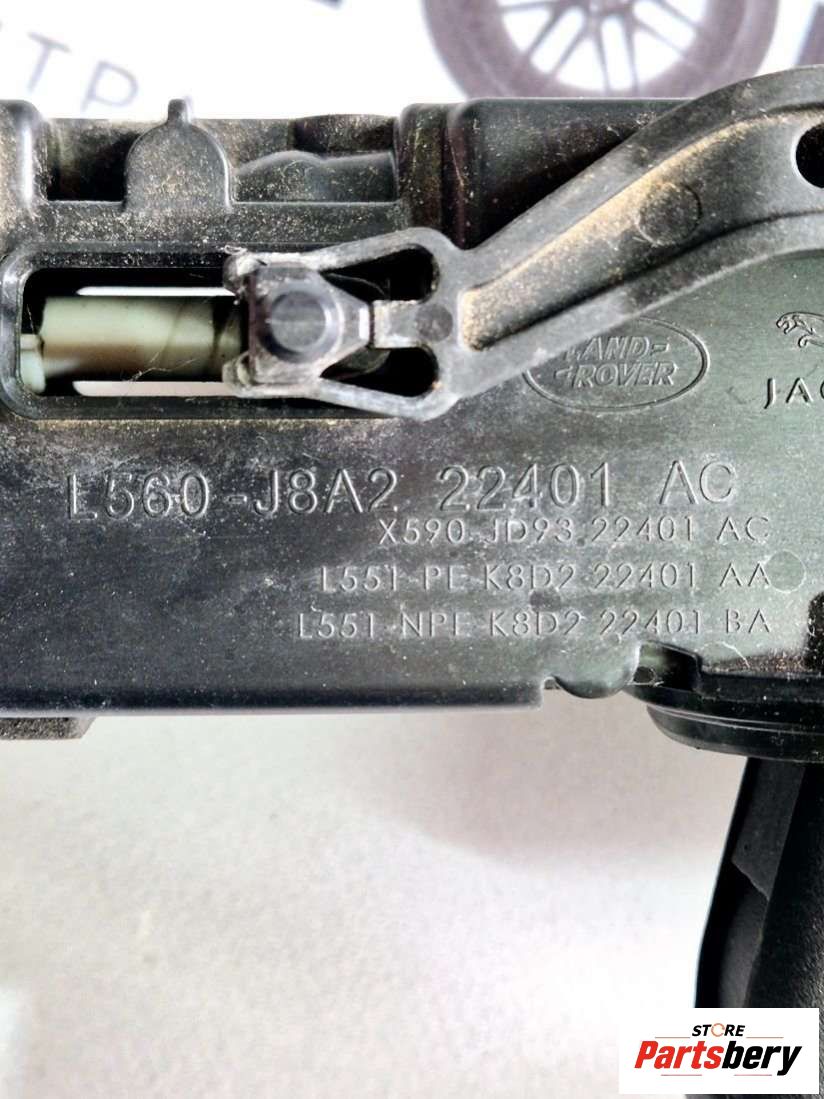 LAND-
ROVER
L560-J8A2 22401 AC
X590 JD93 22401 AC
L551-PE K8D2 22401 AA
L551-NPE K8D2 22401 BA
STORE
Partsbery